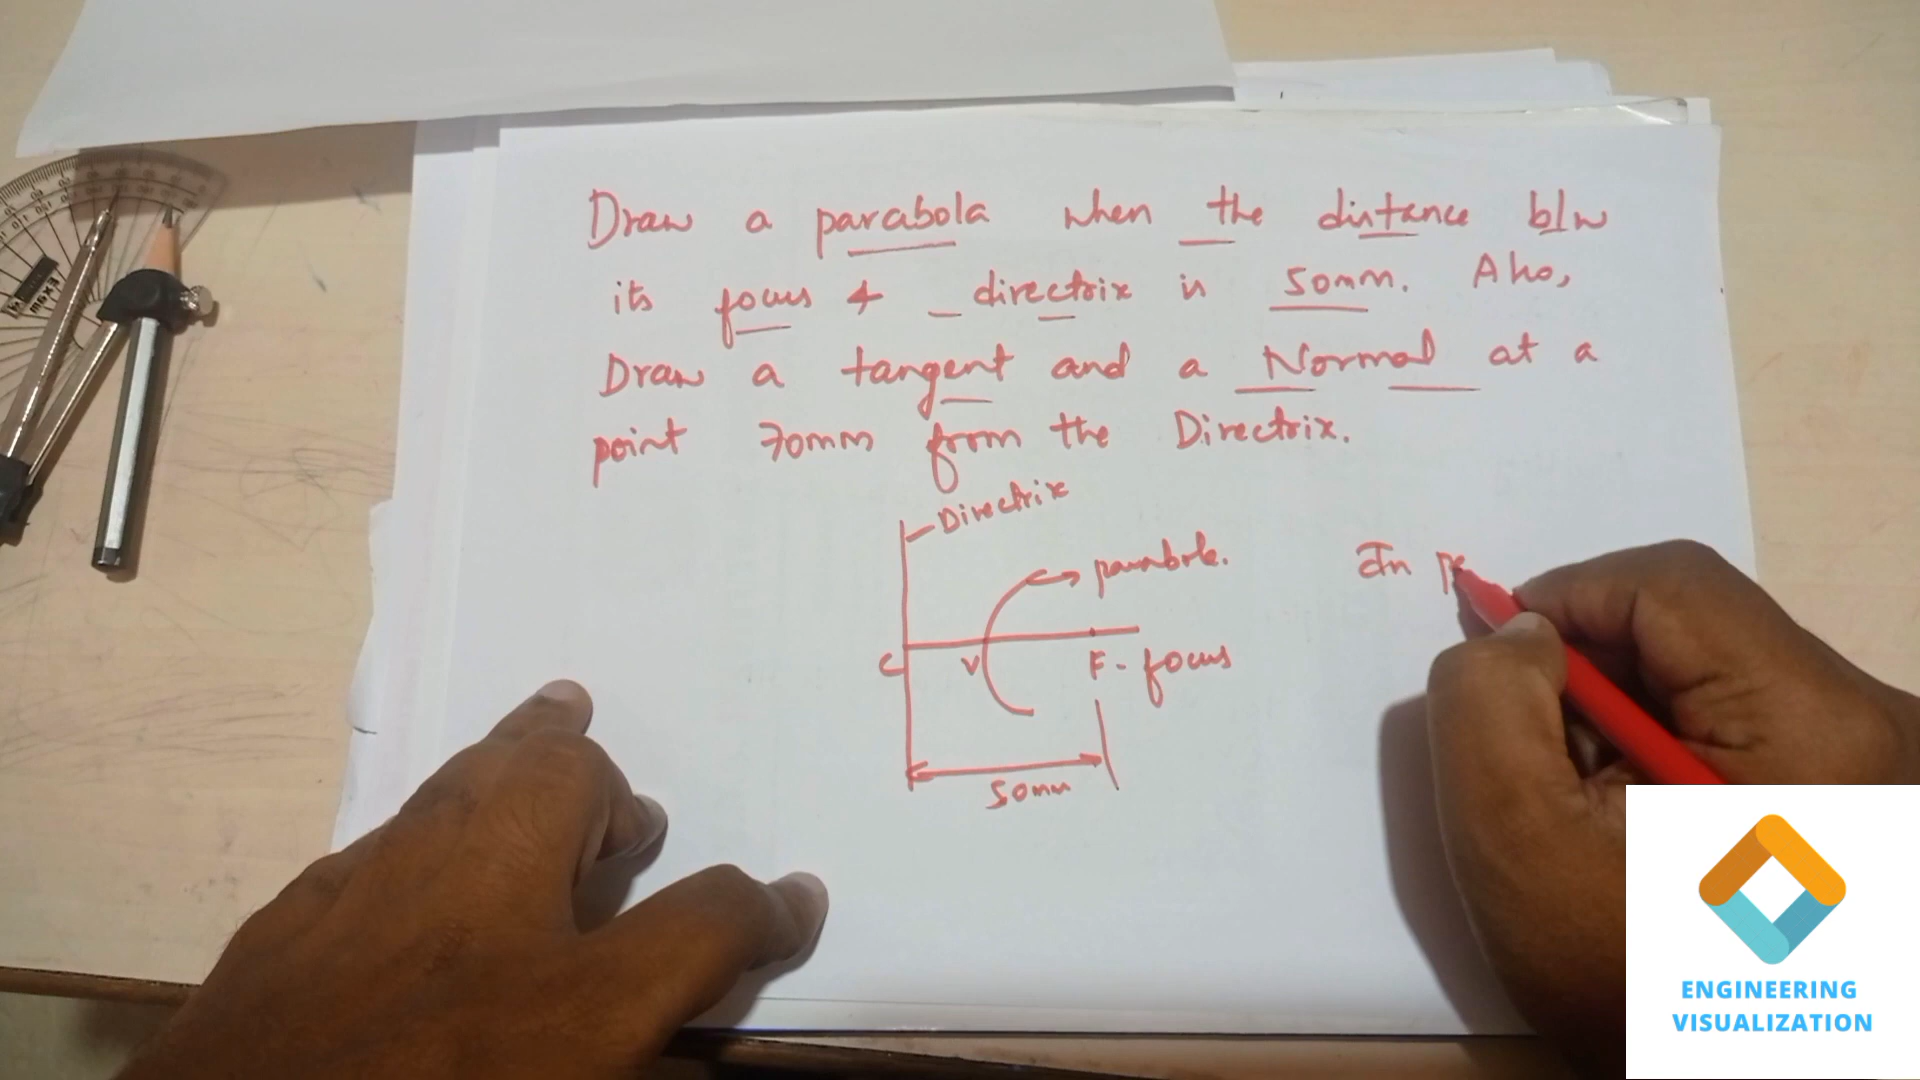 Draw a parabola when the distance b/w
its focus & directrix is 50mm. Also,
Draw a tangent and a Normal at a
point 70mm from the Directrix.
Directrix
parabola.
In
C V F - focus
50mm
ENGINEERING
VISUALIZATION